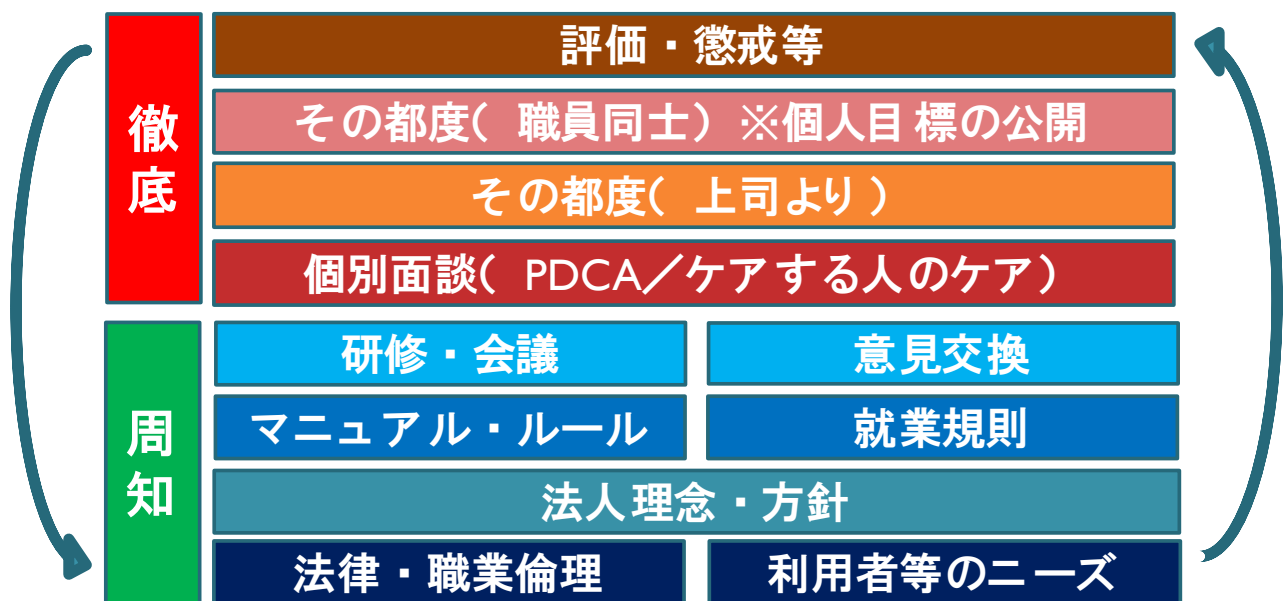 徹底
評価・懲戒等
その都度(職員同士)※個人目標の公開
その都度(上司より)
個別面談(PDCA／ケアする人のケア)
周知
研修・会議
意見交換
マニュアル・ルール
就業規則
法人理念・方針
法律・職業倫理
利用者等のニーズ